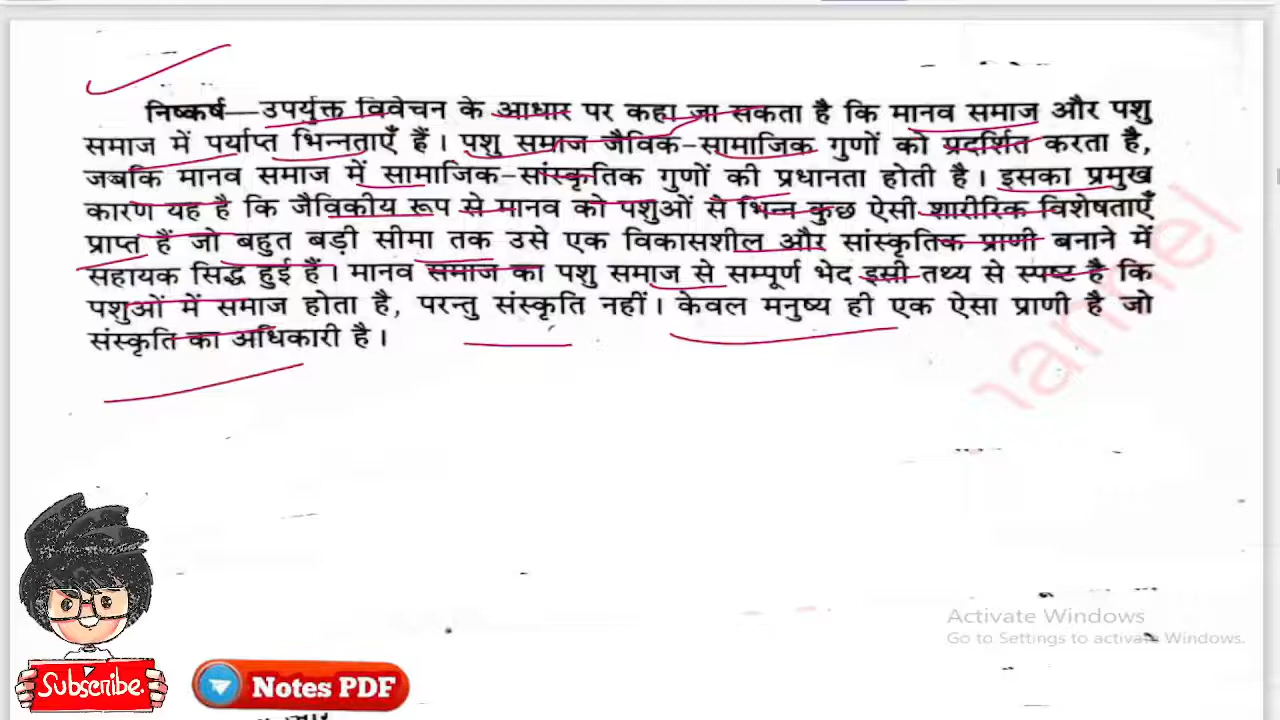 निष्कर्ष—उपर्युक्त विवेचन के आधार पर कहा जा सकता है कि मानव समाज और पशु
समाज में पर्याप्त भिन्नताएँ हैं। पशु समाज जैविक-सामाजिक गुणों को प्रदर्शित करता है,
जबकि मानव समाज में सामाजिक-सांस्कृतिक गुणों की प्रधानता होती है। इसका प्रमुख
कारण यह है कि जैविकीय रूप से मानव को पशुओं से भिन्न कुछ ऐसी शारीरिक विशेषताएँ
प्राप्त हैं जो बहुत बड़ी सीमा तक उसे एक विकासशील और सांस्कृतिक प्राणी बनाने में
सहायक सिद्ध हुई हैं। मानव समाज का पशु समाज से सम्पूर्ण भेद इसी तथ्य से स्पष्ट है कि
पशुओं में समाज होता है, परन्तु संस्कृति नहीं। केवल मनुष्य ही एक ऐसा प्राणी है जो
संस्कृति का अधिकारी है।
Activate Windows
Go to Settings to activate Windows.
Subscribe.
Notes PDF